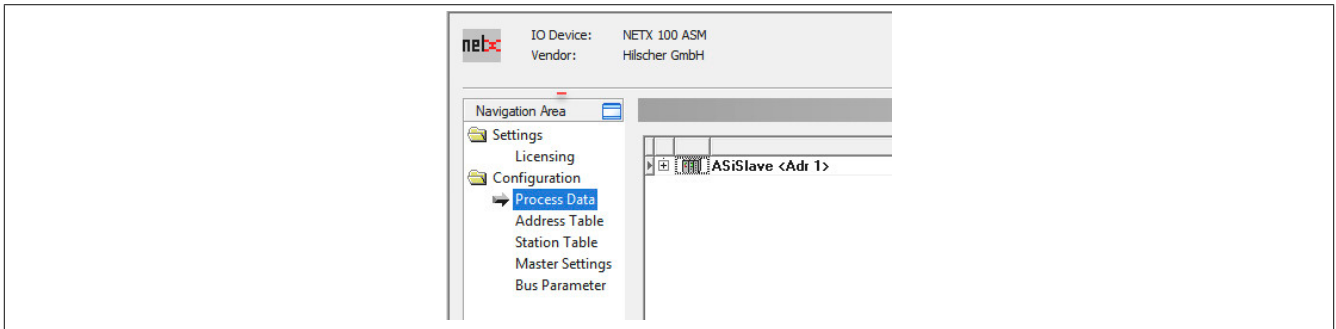 netx
IO Device: NETX 100 ASM
Vendor: Hilscher GmbH
Navigation Area
Settings
Licensing
Configuration
Process Data
Address Table
Station Table
Master Settings
Bus Parameter
ASiSlave <Adr 1>